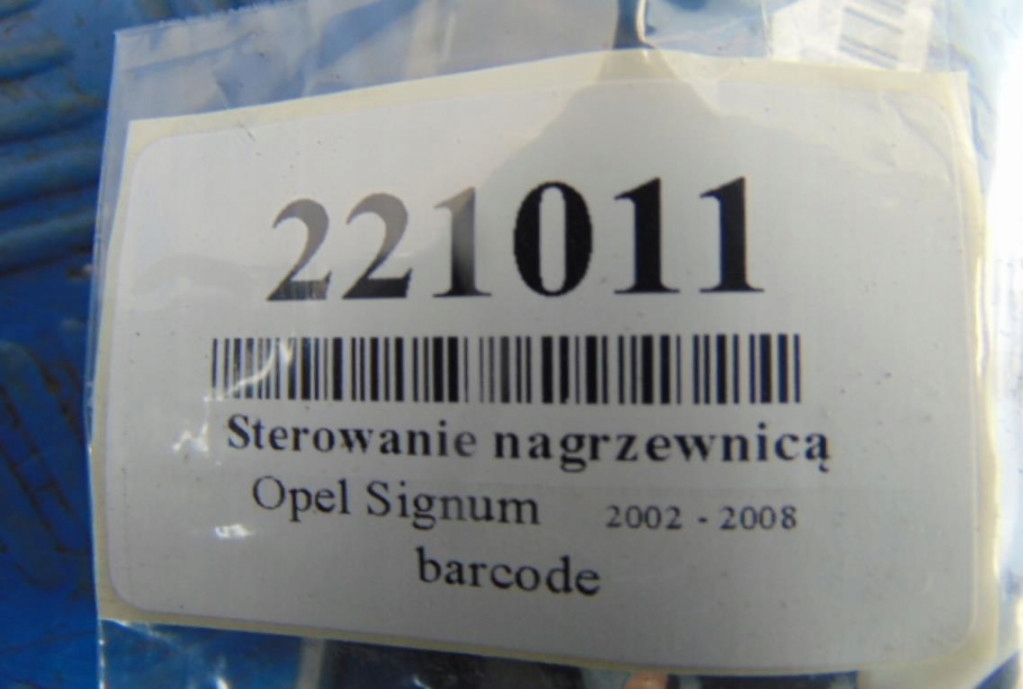 221011
Sterowanie nagrzewnicą
Opel Signum 2002 - 2008
barcode